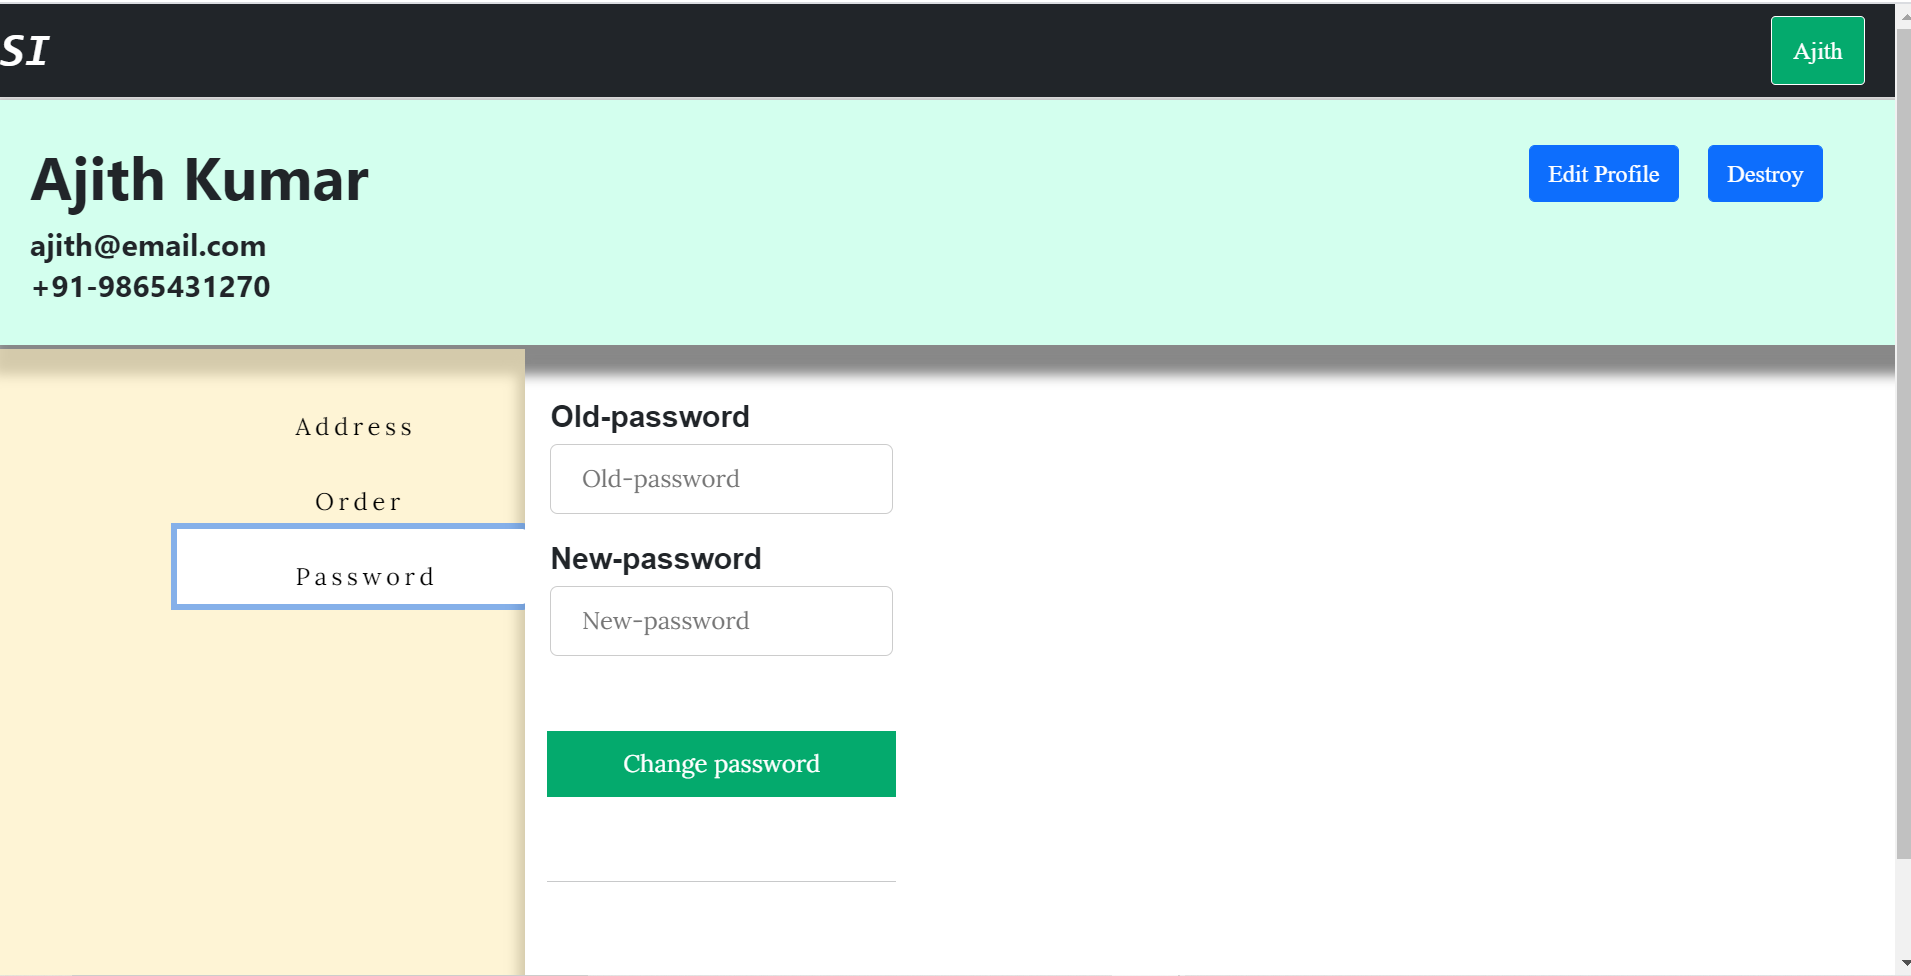 SI
Ajith
Ajith Kumar
Edit Profile
Destroy
ajith@email.com
+91-9865431270
Address
Order
Password
Old-password
Old-password
New-password
New-password
Change password